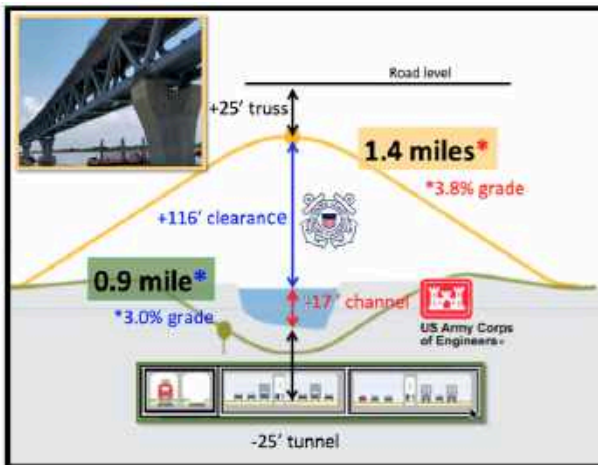 Road level
+25' truss
1.4 miles*
*3.8% grade
+116' clearance
0.9 mile*
*3.0% grade
-17' channel
US Army Corps
of Engineers®
-25' tunnel